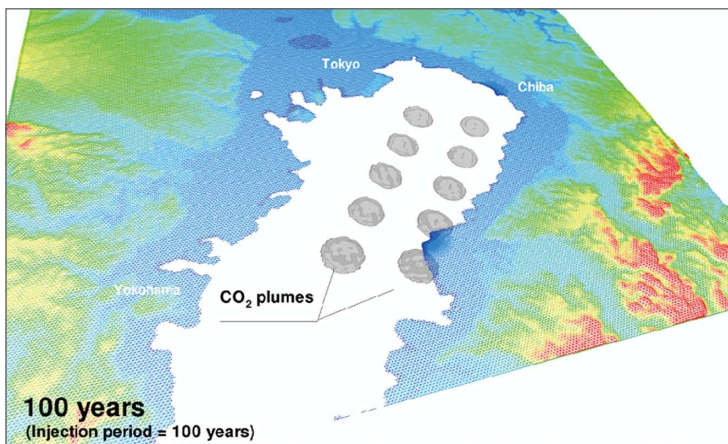 Tokyo
Chiba
Yokohama
CO₂ plumes
100 years
(Injection period = 100 years)